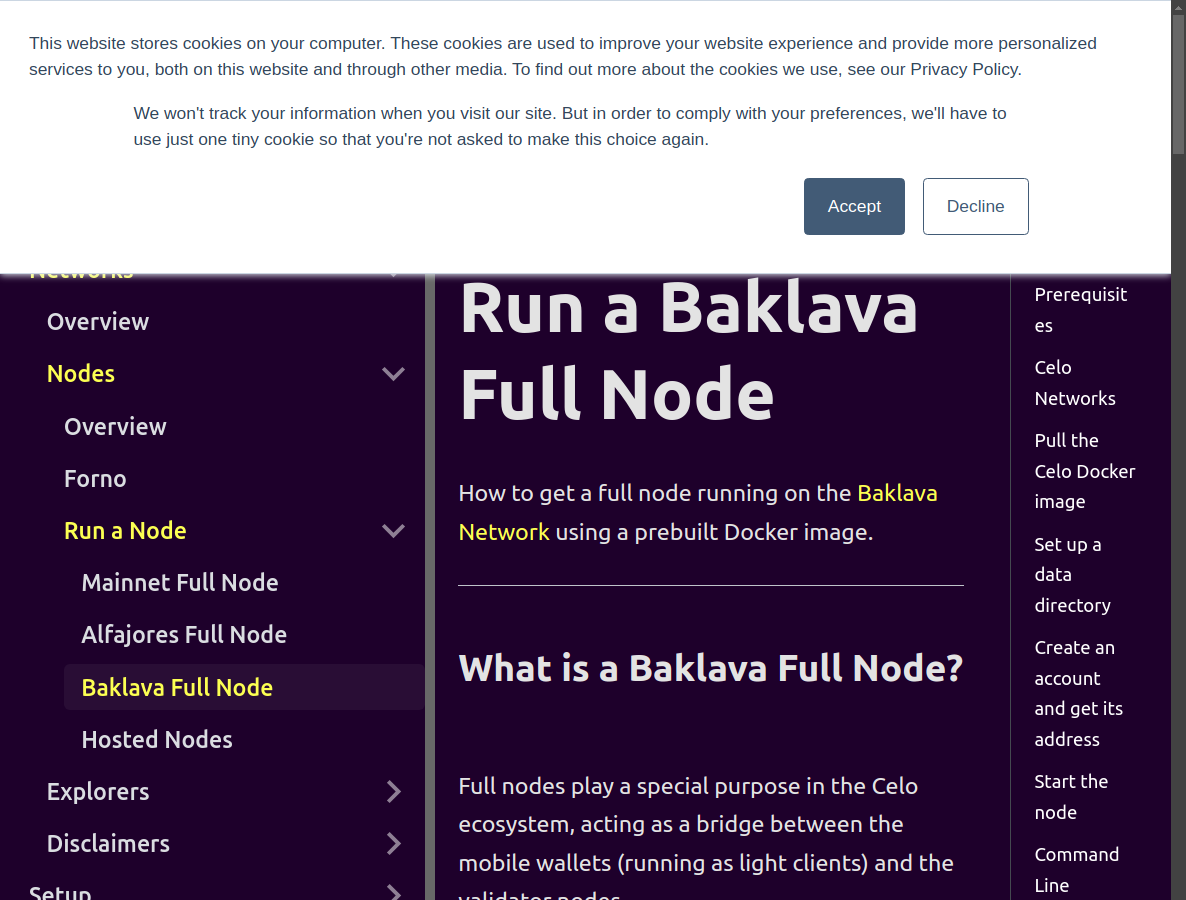 This website stores cookies on your computer. These cookies are used to improve your website experience and provide more personalized
services to you, both on this website and through other media. To find out more about the cookies we use, see our Privacy Policy.
We won't track your information when you visit our site. But in order to comply with your preferences, we'll have to
use just one tiny cookie so that you're not asked to make this choice again.
Accept
Decline
Networks
Overview
Nodes
Overview
Forno
Run a Node
Mainnet Full Node
Alfajores Full Node
Baklava Full Node
Hosted Nodes
Explorers
Disclaimers
Setup
Run a Baklava
Full Node
How to get a full node running on the Baklava
Network using a prebuilt Docker image.
What is a Baklava Full Node?
Full nodes play a special purpose in the Celo
ecosystem, acting as a bridge between the
mobile wallets (running as light clients) and the
validator nodes.
Prerequisit
es
Celo
Networks
Pull the
Celo Docker
image
Set up a
data
directory
Create an
account
and get its
address
Start the
node
Command
Line